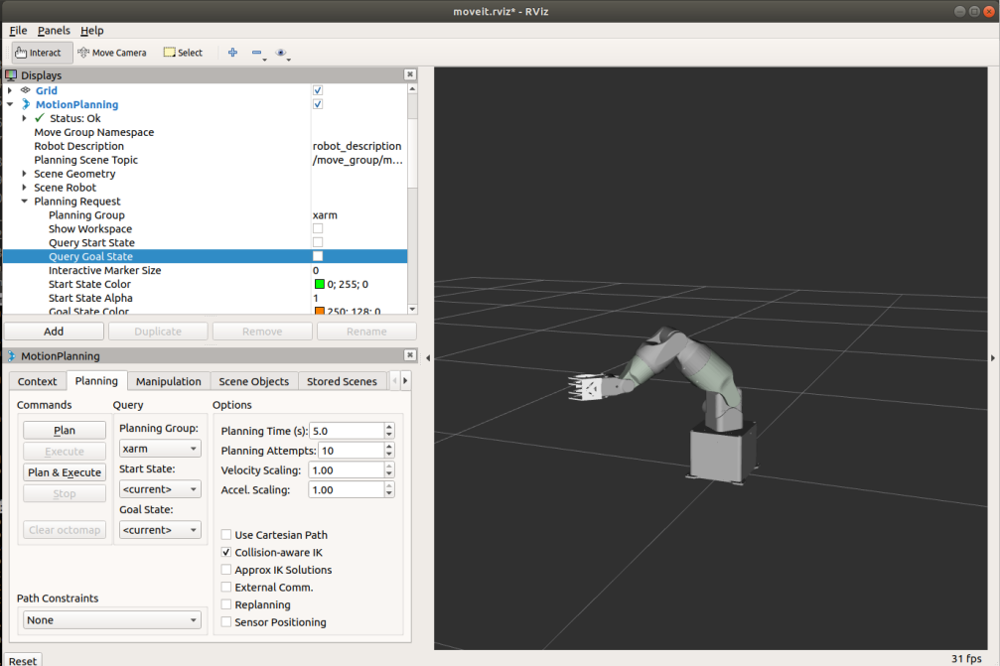 moveit.rviz* - RViz
File Panels Help
Interact Move Camera Select
Displays
Grid
MotionPlanning
Status: Ok
Move Group Namespace
Robot Description robot_description
Planning Scene Topic /move_group/m...
Scene Geometry
Scene Robot
Planning Request
Planning Group xarm
Show Workspace
Query Start State
Query Goal State
Interactive Marker Size 0
Start State Color 0; 255; 0
Start State Alpha 1
Goal State Color 250; 128; 0
Add Duplicate Remove Rename
MotionPlanning
Context Planning Manipulation Scene Objects Stored Scenes
Commands Query Options
Plan
Execute
Plan & Execute
Stop
Clear octomap
Planning Group:
xarm
Start State:
<current>
Goal State:
<current>
Planning Time (s): 5.0
Planning Attempts: 10
Velocity Scaling: 1.00
Accel. Scaling: 1.00
Use Cartesian Path
Collision-aware IK
Approx IK Solutions
External Comm.
Replanning
Sensor Positioning
Path Constraints
None
Reset
31 fps